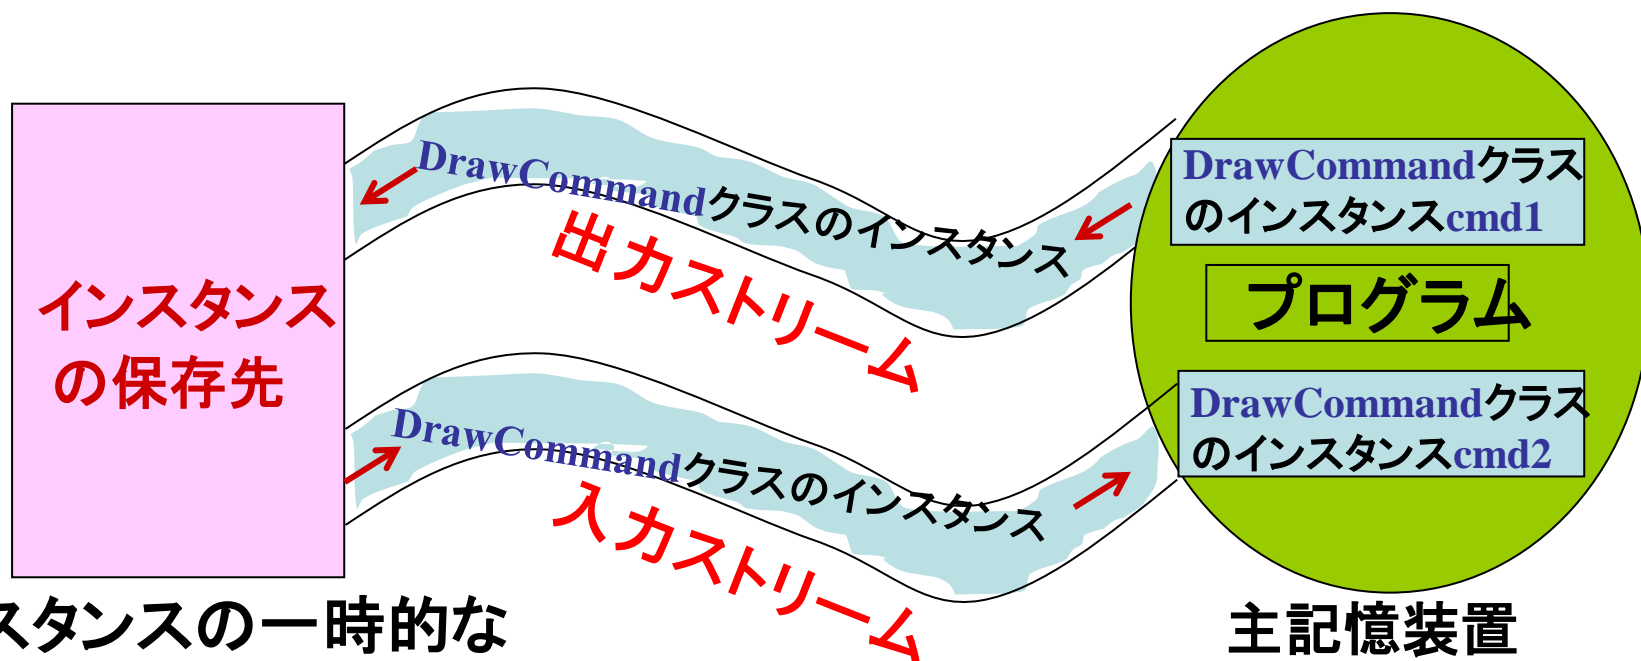 DrawCommandクラスのインスタンス
出力ストリーム
DrawCommandクラス
のインスタンスcmd1
プログラム
インスタンス
の保存先
DrawCommandクラスのインスタンス
入力ストリーム
DrawCommandクラス
のインスタンスcmd2
スタンスの一時的な
主記憶装置